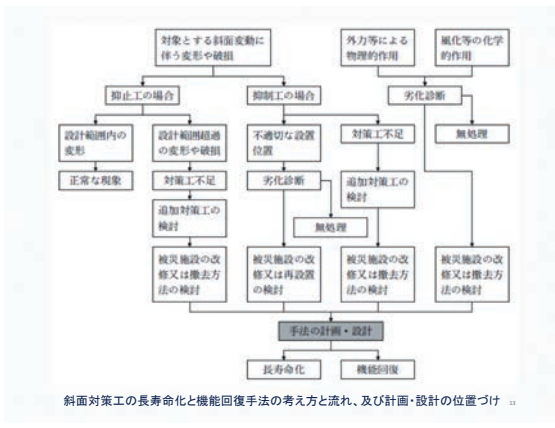 対象とする斜面変動に
伴う変形や破損
外力等による
物理的作用
風化等の化学
的作用
抑止工の場合
抑制工の場合
劣化診断
設計範囲内の
変形
設計範囲超過
の変形や破損
不適切な設置
位置
対策工不足
無処理
正常な現象
対策工不足
劣化診断
追加対策工の
検討
追加対策工の
検討
無処理
被災施設の改
修又は撤去方
法の検討
被災施設の改
修又は再設置
の検討
被災施設の改
修又は撤去方
法の検討
被災施設の改
修又は撤去方
法の検討
手法の計画・設計
長寿命化
機能回復
斜面対策工の長寿命化と機能回復手法の考え方と流れ、及び計画・設計の位置づけ